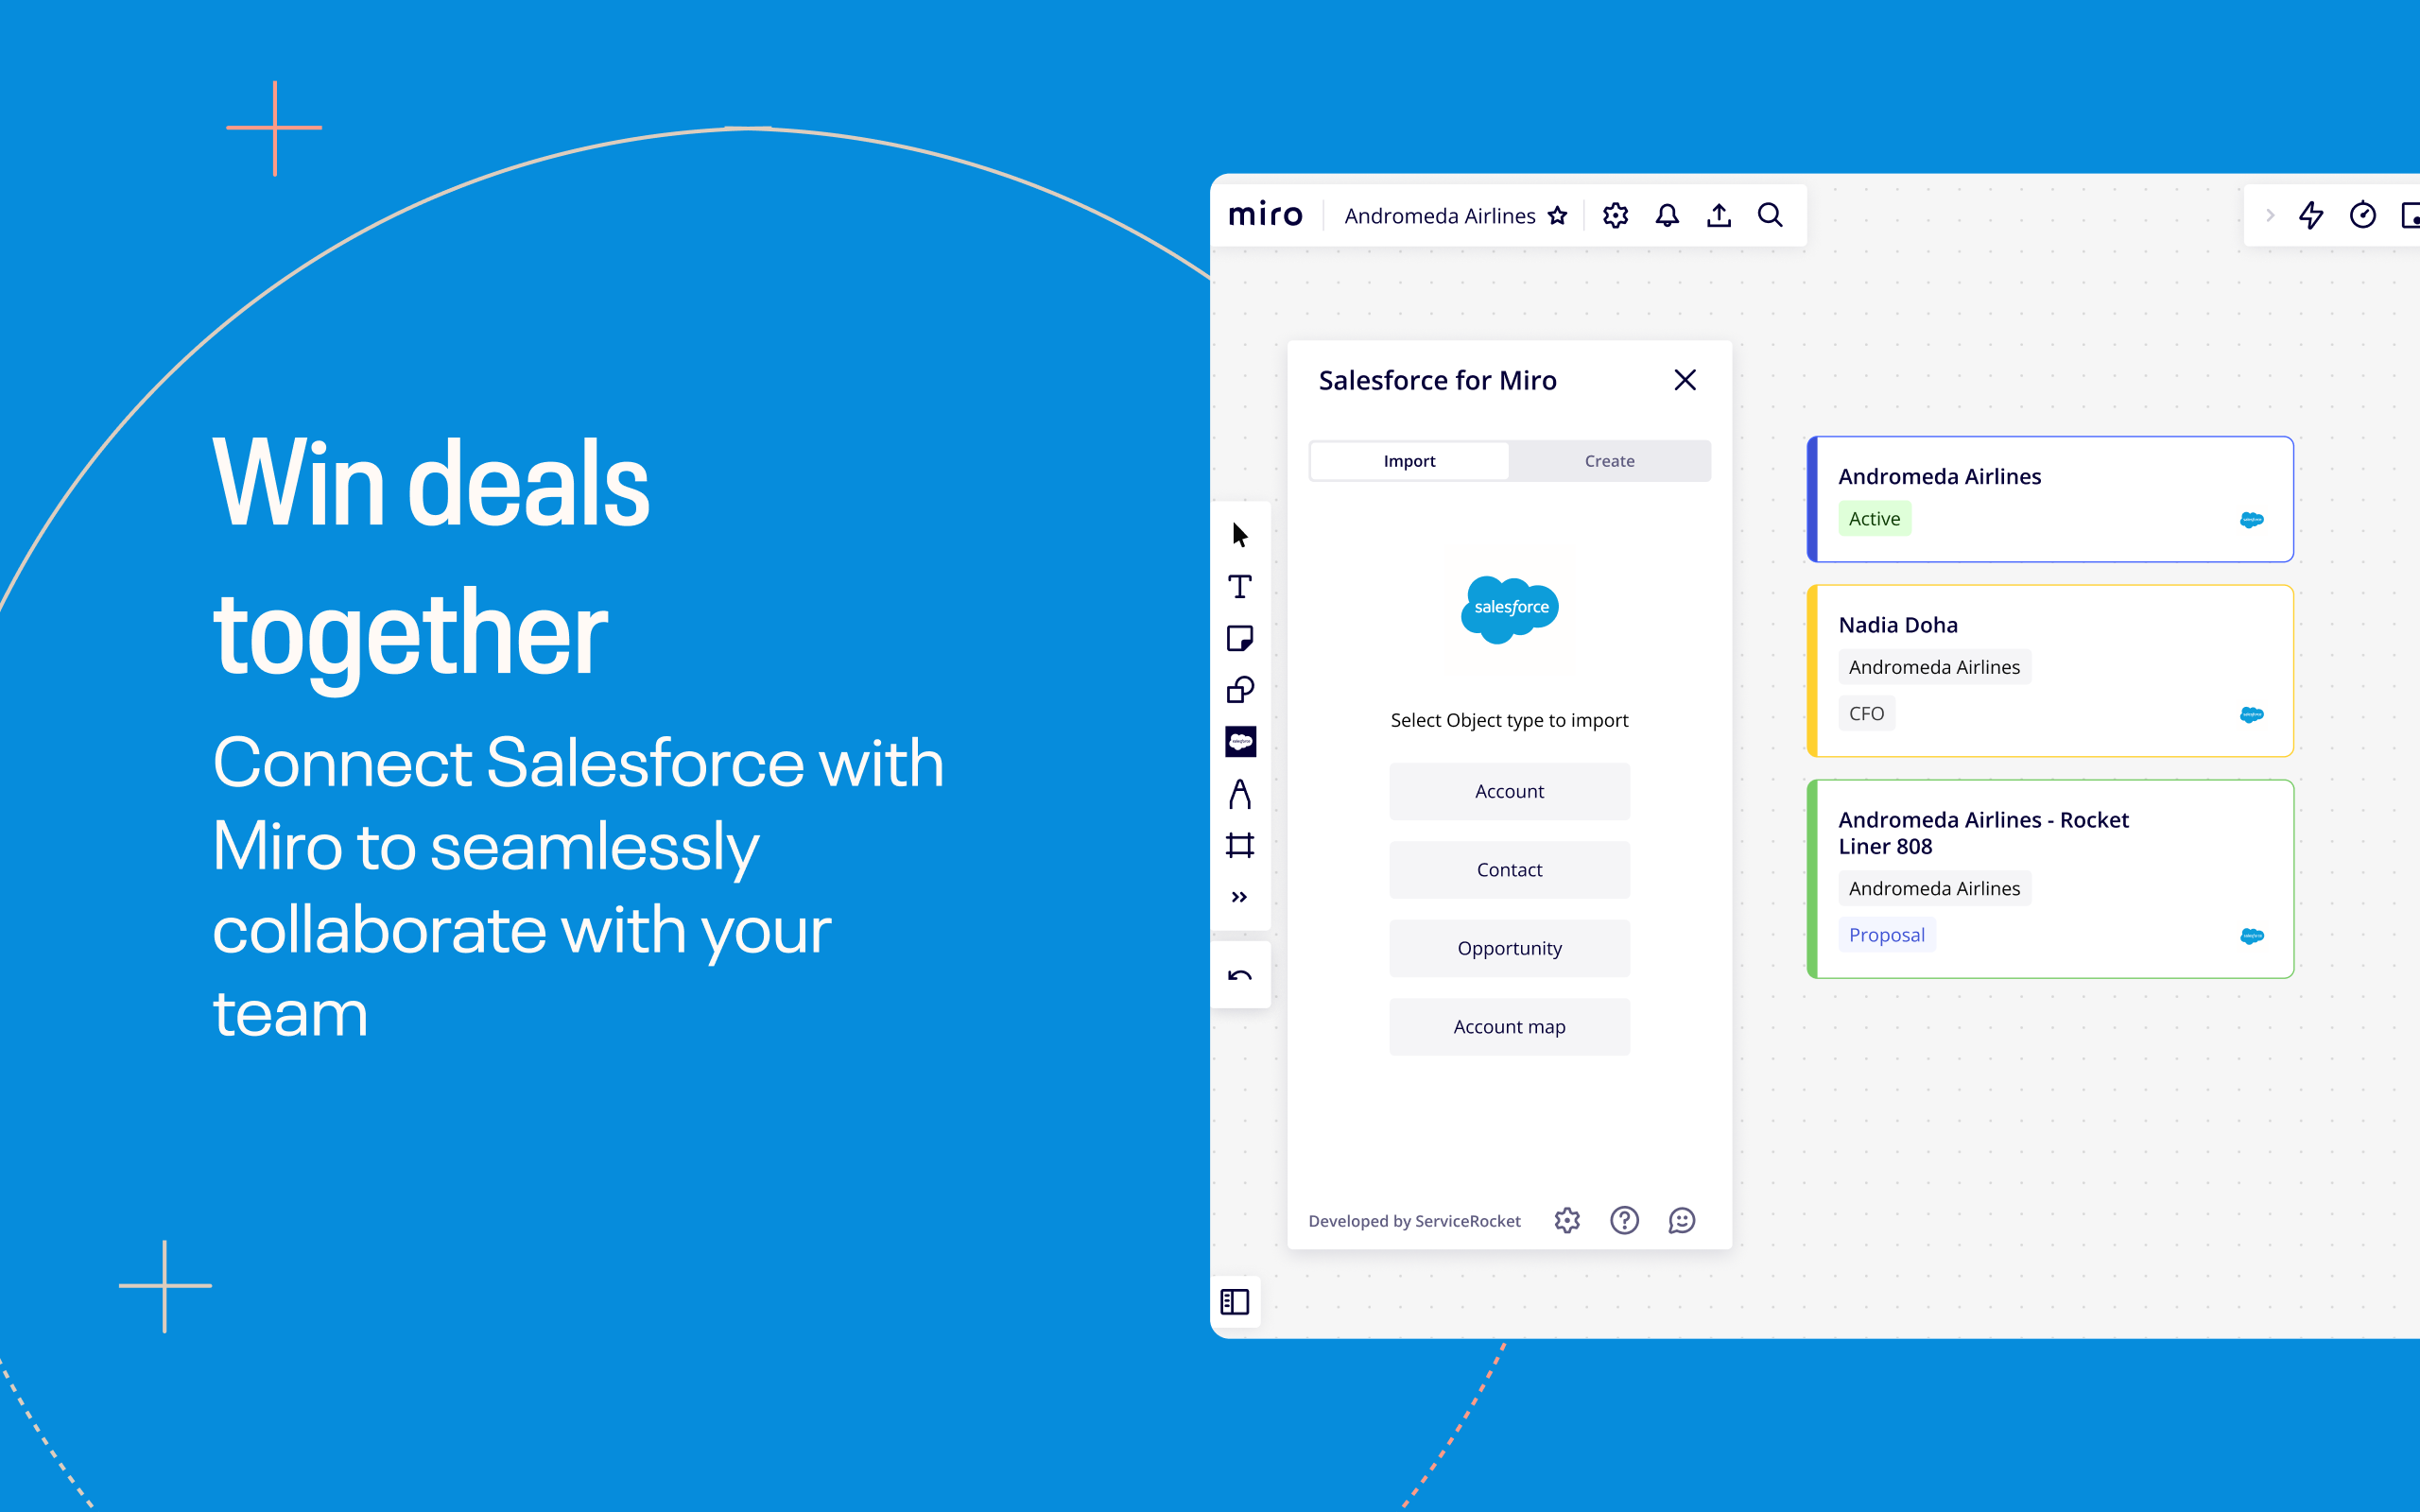 Win deals
together
Connect Salesforce with
Miro to seamlessly
collaborate with your
team
miro
Andromeda Airlines
Salesforce for Miro
Import
Create
salesforce
Select Object type to import
Account
Contact
Opportunity
Account map
Developed by ServiceRocket
Andromeda Airlines
Active
Nadia Doha
Andromeda Airlines
CFO
Andromeda Airlines - Rocket
Liner 808
Andromeda Airlines
Proposal